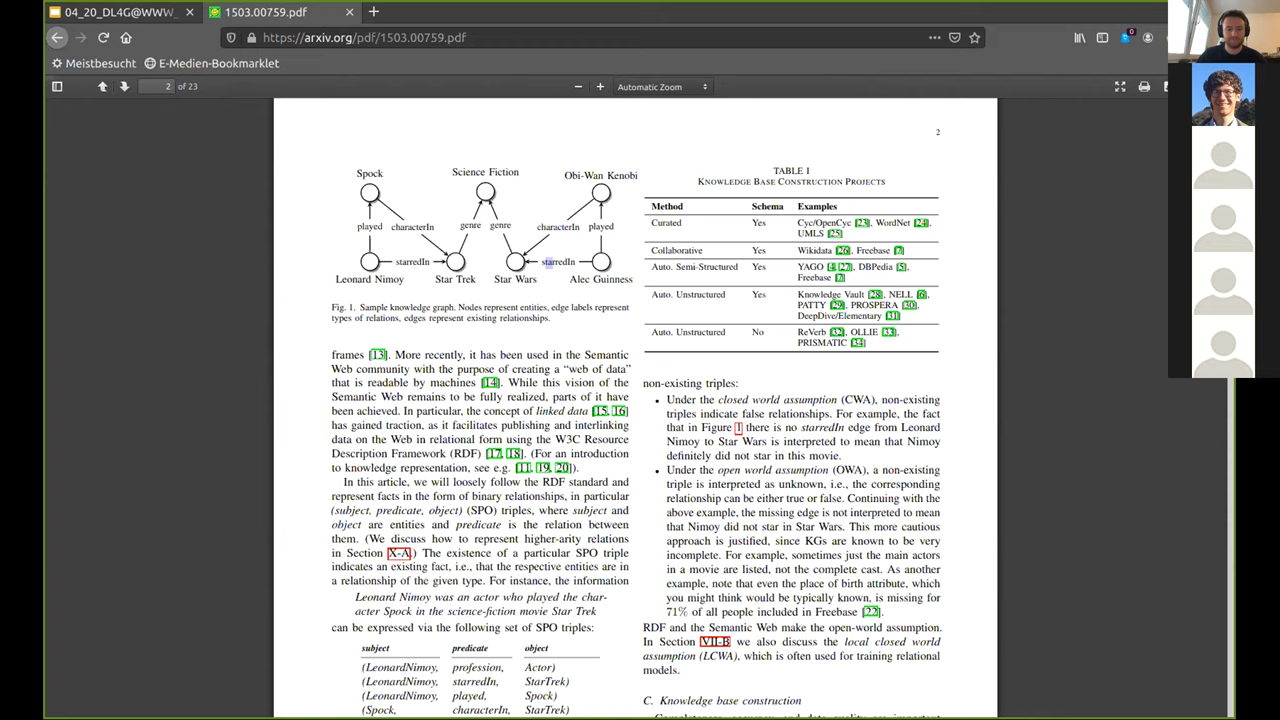 04_20_DL4G@WWW_
1503.00759.pdf
https://arxiv.org/pdf/1503.00759.pdf
0
Meistbesucht
E-Medien-Bookmarklet
2 of 23
Automatic Zoom
2
Spock
Science Fiction
Obi-Wan Kenobi
played
characterIn
genre
genre
characterIn
played
starredIn
starredIn
Leonard Nimoy
Star Trek
Star Wars
Alec Guinness
Fig. 1. Sample knowledge graph. Nodes represent entities, edge labels represent
types of relations, edges represent existing relationships.
frames [13]. More recently, it has been used in the Semantic
Web community with the purpose of creating a “web of data”
that is readable by machines [14]. While this vision of the
Semantic Web remains to be fully realized, parts of it have
been achieved. In particular, the concept of linked data [15, 16]
has gained traction, as it facilitates publishing and interlinking
data on the Web in relational form using the W3C Resource
Description Framework (RDF) [17, 18]. (For an introduction
to knowledge representation, see e.g. [11, 19, 20]).
In this article, we will loosely follow the RDF standard and
represent facts in the form of binary relationships, in particular
(subject, predicate, object) (SPO) triples, where subject and
object are entities and predicate is the relation between
them. (We discuss how to represent higher-arity relations
in Section X-A.) The existence of a particular SPO triple
indicates an existing fact, i.e., that the respective entities are in
a relationship of the given type. For instance, the information
Leonard Nimoy was an actor who played the char-
acter Spock in the science-fiction movie Star Trek
can be expressed via the following set of SPO triples:
subject predicate object
(LeonardNimoy, profession, Actor)
(LeonardNimoy, starredIn, StarTrek)
(LeonardNimoy, played, Spock)
(Spock, characterIn, StarTrek)
TABLE I
KNOWLEDGE BASE CONSTRUCTION PROJECTS
Method Schema Examples
Curated Yes Cyc/OpenCyc [23], WordNet [24],
UMLS [25]
Collaborative Yes Wikidata [26], Freebase [7]
Auto. Semi-Structured Yes YAGO [4, 27], DBPedia [5],
Freebase [7]
Auto. Unstructured Yes Knowledge Vault [28], NELL [6],
PATTY [29], PROSPERA [30],
DeepDive/Elementary [31]
Auto. Unstructured No ReVerb [32], OLLIE [33],
PRISMATIC [34]
non-existing triples:
• Under the closed world assumption (CWA), non-existing
triples indicate false relationships. For example, the fact
that in Figure 1 there is no starredIn edge from Leonard
Nimoy to Star Wars is interpreted to mean that Nimoy
definitely did not star in this movie.
• Under the open world assumption (OWA), a non-existing
triple is interpreted as unknown, i.e., the corresponding
relationship can be either true or false. Continuing with the
above example, the missing edge is not interpreted to mean
that Nimoy did not star in Star Wars. This more cautious
approach is justified, since KGs are known to be very
incomplete. For example, sometimes just the main actors
in a movie are listed, not the complete cast. As another
example, note that even the place of birth attribute, which
you might think would be typically known, is missing for
71% of all people included in Freebase [22].
RDF and the Semantic Web make the open-world assumption.
In Section VII-B we also discuss the local closed world
assumption (LCWA), which is often used for training relational
models.
C. Knowledge base construction
Completeness, accuracy, and data quality are important